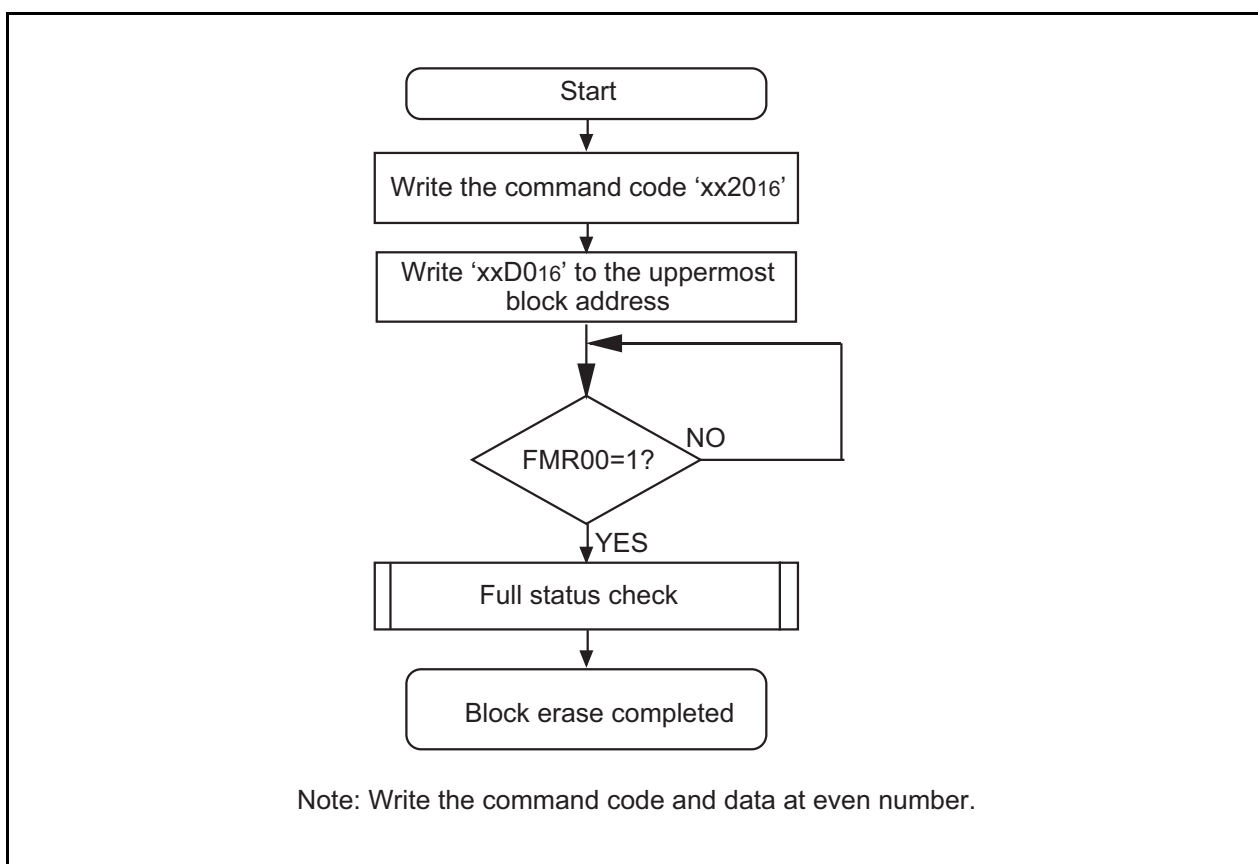 Start
Write the command code ‘xx2016’
Write ‘xxD016’ to the uppermost
block address
NO
FMR00=1?
YES
Full status check
Block erase completed
Note: Write the command code and data at even number.